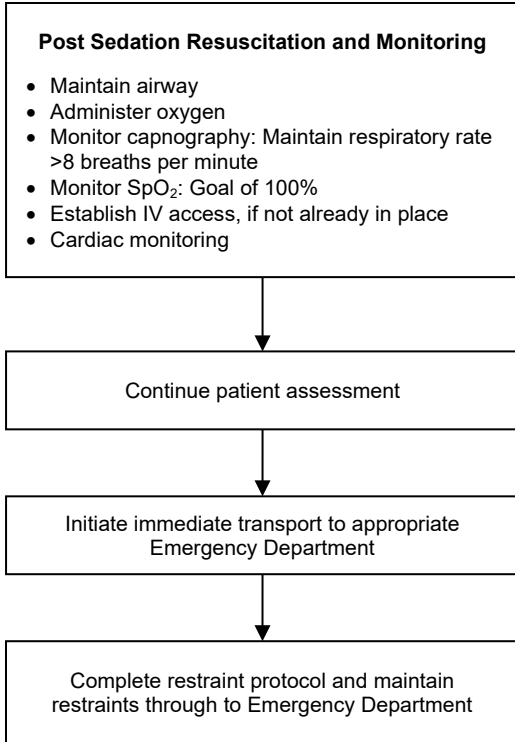 Post Sedation Resuscitation and Monitoring
• Maintain airway
• Administer oxygen
• Monitor capnography: Maintain respiratory rate
>8 breaths per minute
• Monitor SpO₂: Goal of 100%
• Establish IV access, if not already in place
• Cardiac monitoring
Continue patient assessment
Initiate immediate transport to appropriate
Emergency Department
Complete restraint protocol and maintain
restraints through to Emergency Department